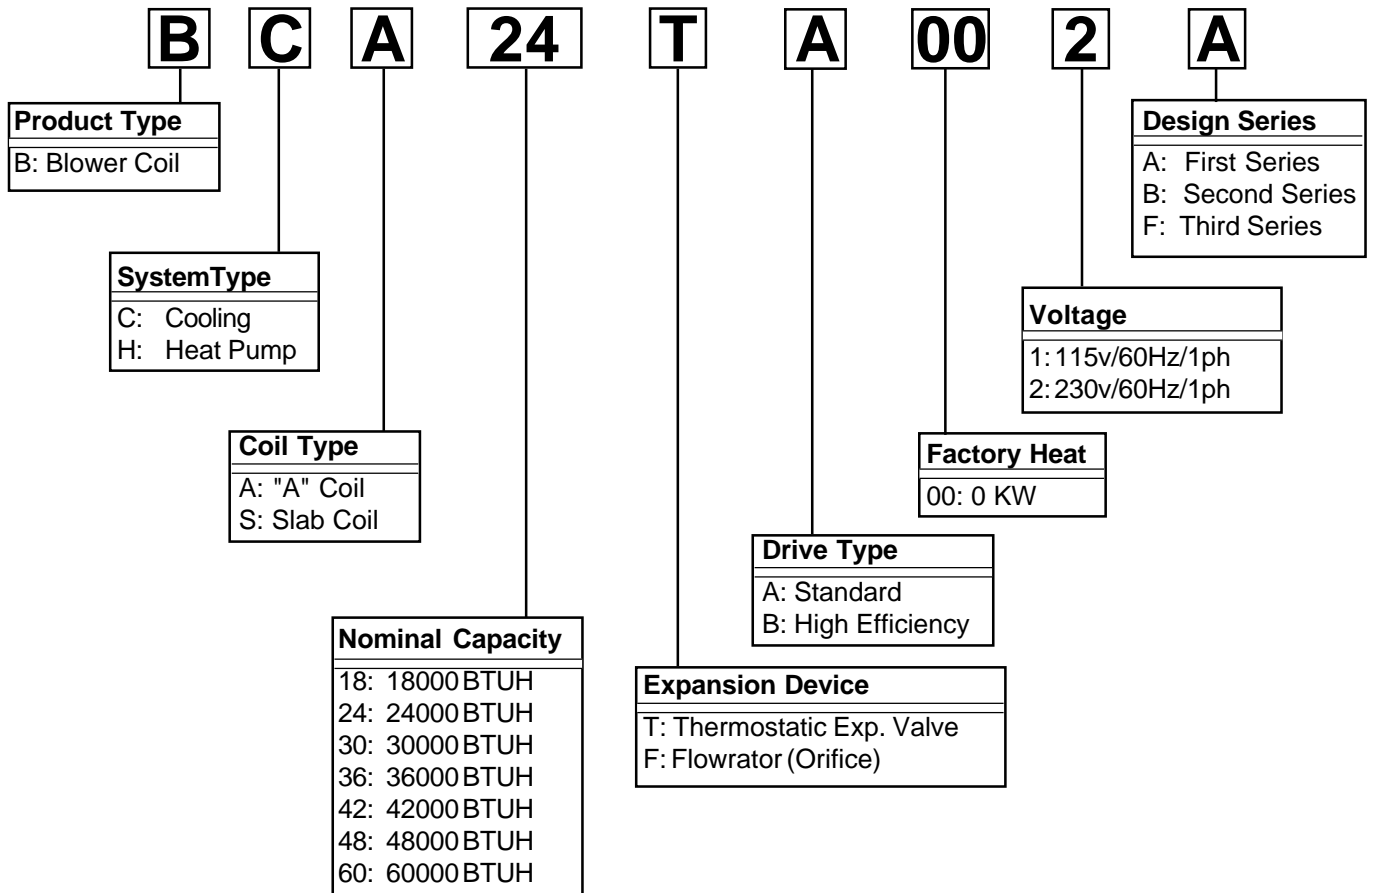 B C A 24 T A 00 2 A
Product Type
B: Blower Coil
SystemType
C: Cooling
H: Heat Pump
Coil Type
A: "A" Coil
S: Slab Coil
Nominal Capacity
18: 18000 BTUH
24: 24000 BTUH
30: 30000 BTUH
36: 36000 BTUH
42: 42000 BTUH
48: 48000 BTUH
60: 60000 BTUH
Expansion Device
T: Thermostatic Exp. Valve
F: Flowrator (Orifice)
Drive Type
A: Standard
B: High Efficiency
Factory Heat
00: 0 KW
Voltage
1: 115v/60Hz/1ph
2: 230v/60Hz/1ph
Design Series
A: First Series
B: Second Series
F: Third Series